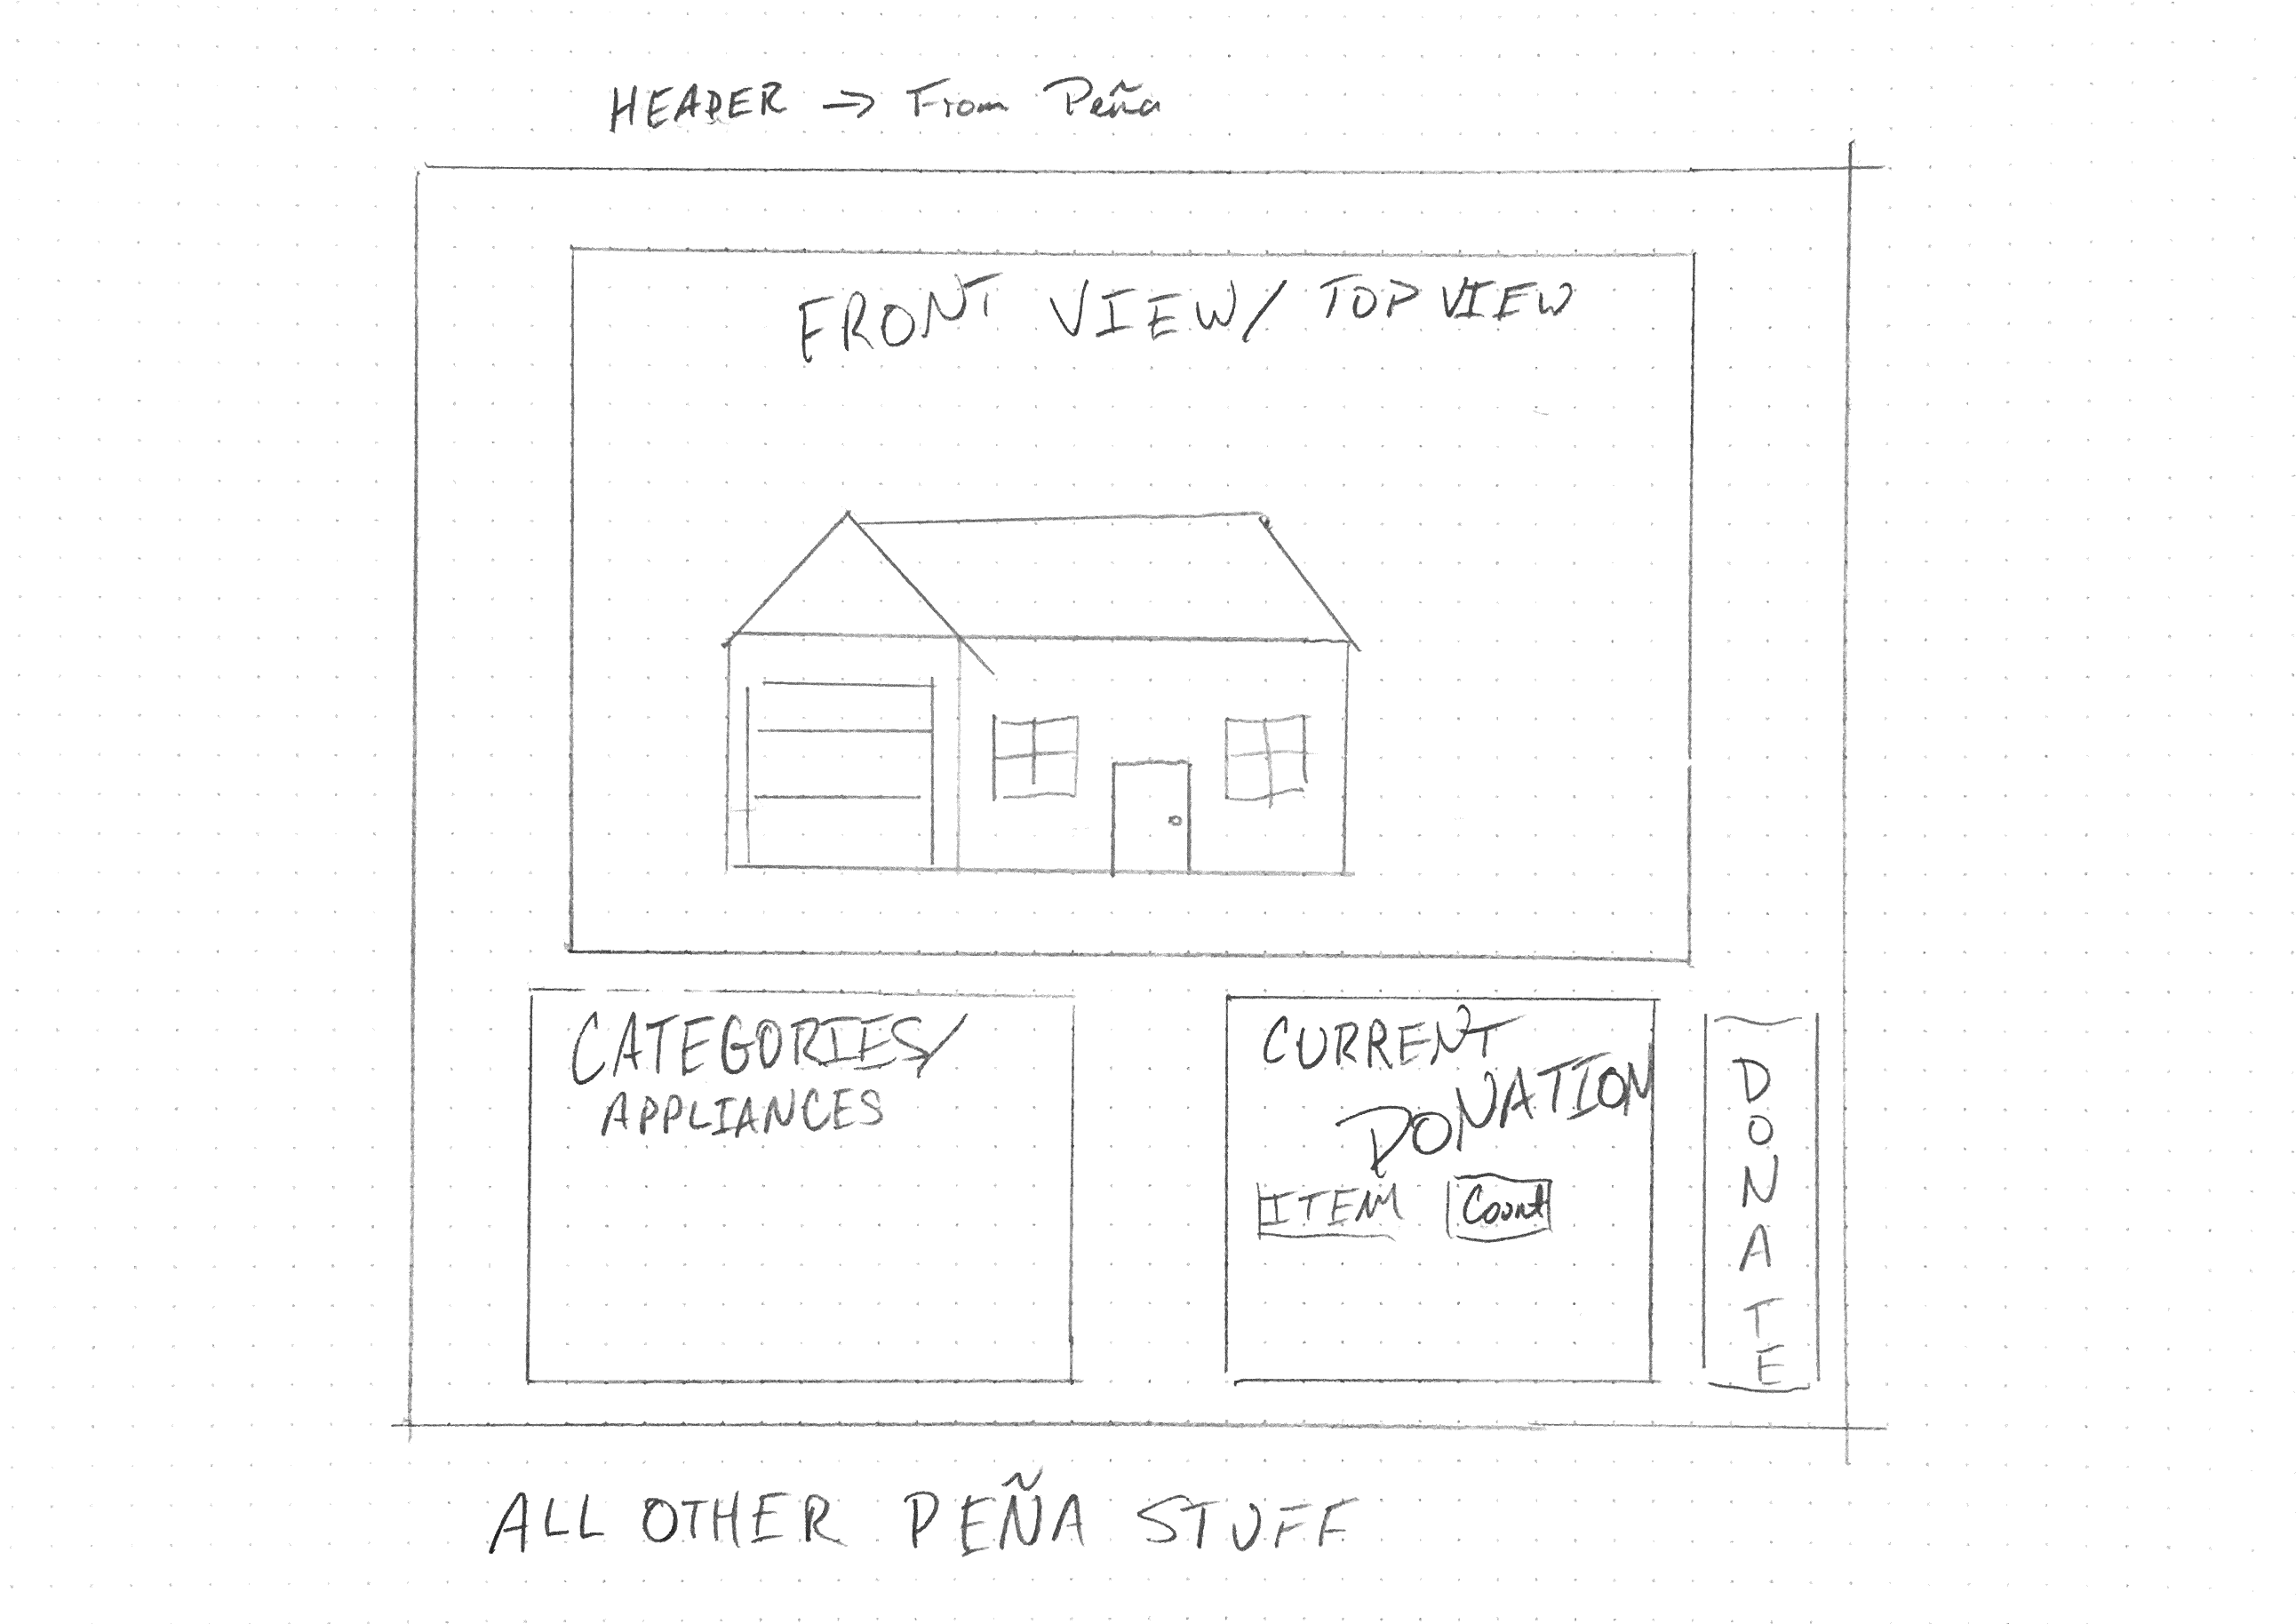 HEADER → From Peña
FRONT VIEW/ TOP VIEW
CATEGORIES/
APPLIANCES
CURRENT
DONATION
ITEM Count
DONATE
ALL OTHER PEÑA STUFF